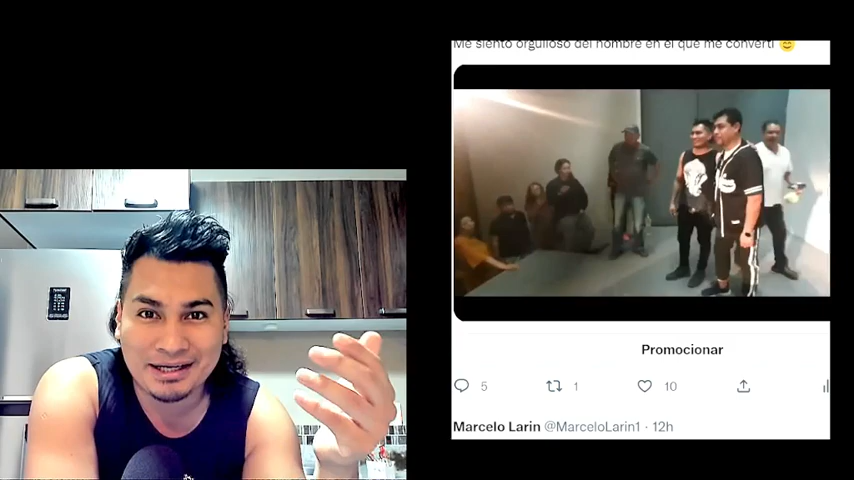 Me siento orgulloso del hombre en el que me convertí 😊
Promocionar
5 1 10
Marcelo Larin @MarceloLarin1 · 12h